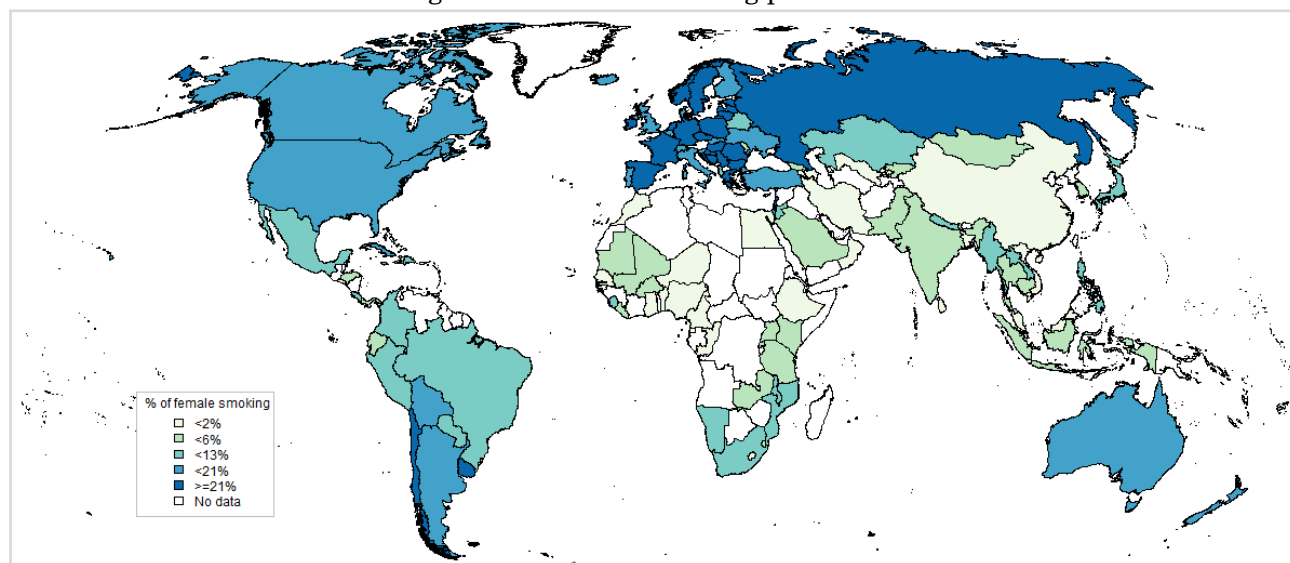 % of female smoking
<2%
<6%
<13%
<21%
>=21%
No data